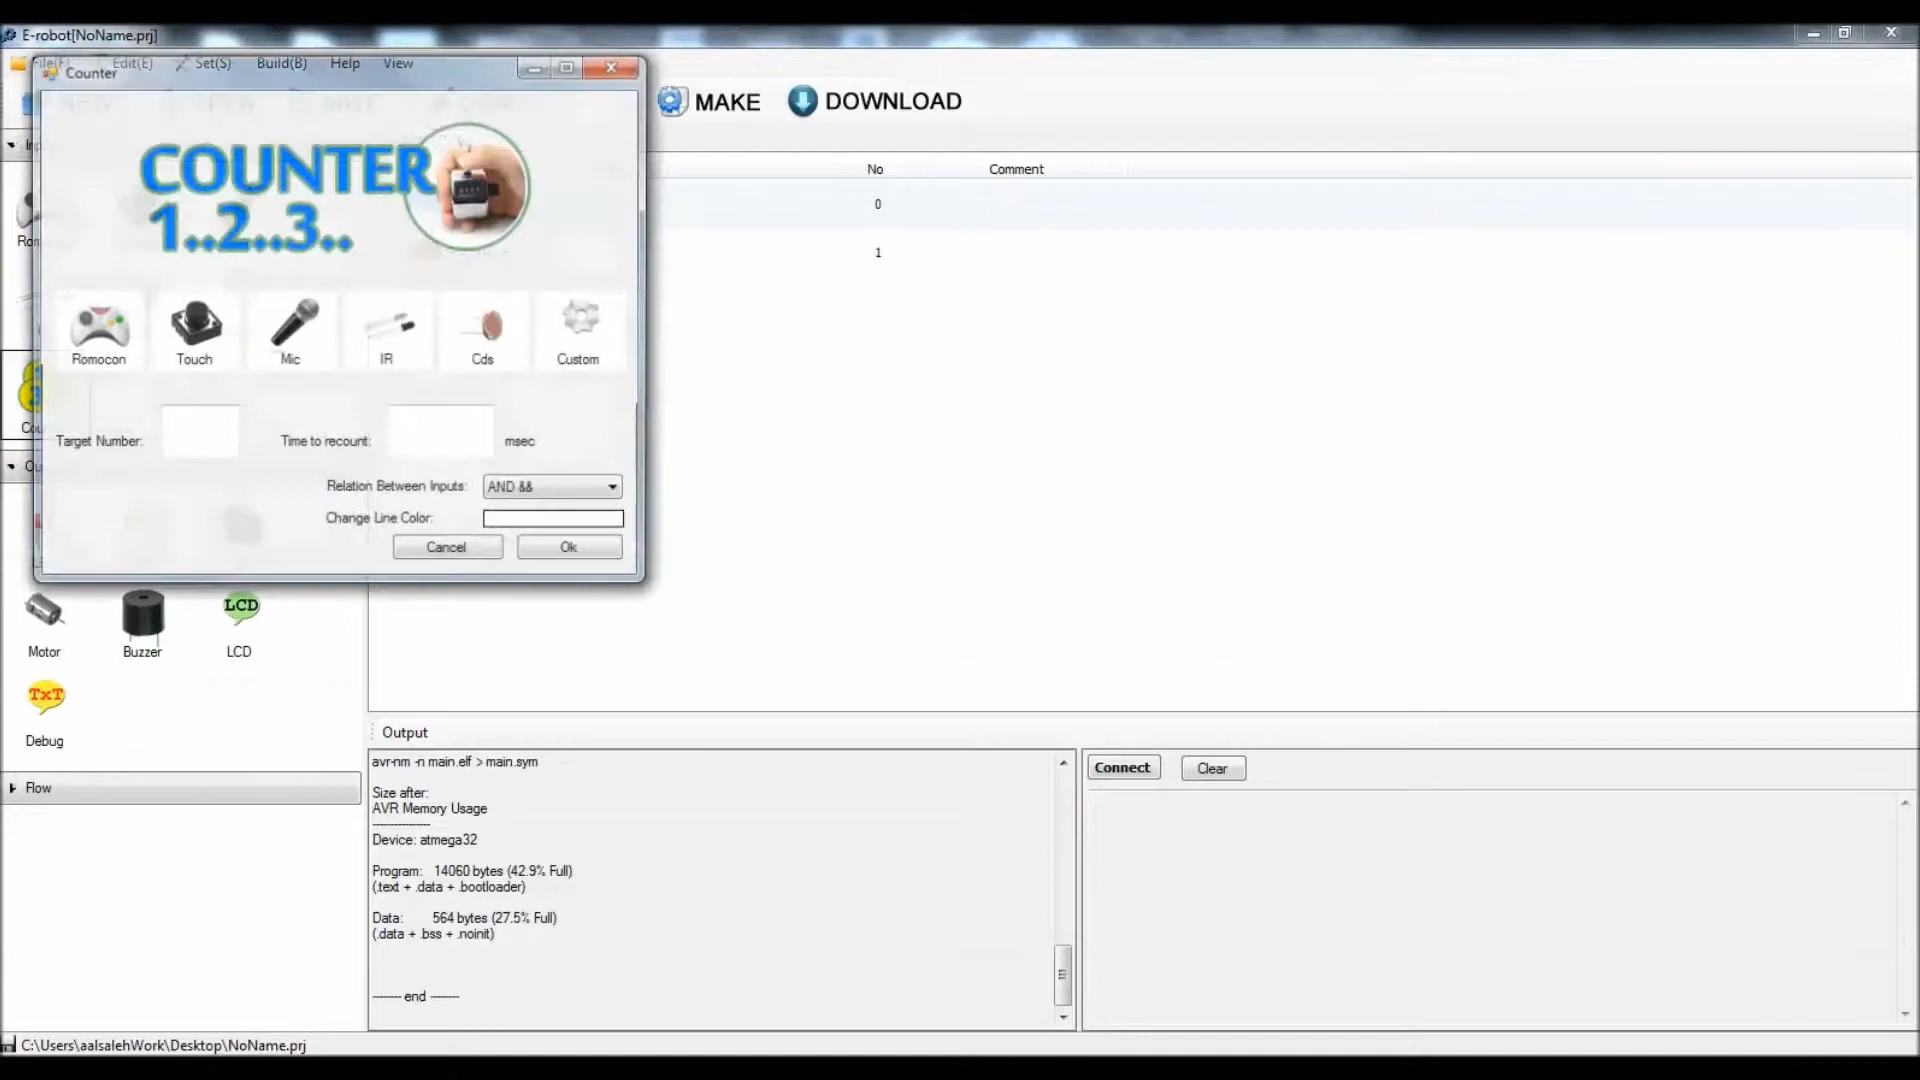 E-robot[NoName.prj]
File(F) Edit(E) Set(S) Build(B) Help View
Counter
MAKE DOWNLOAD
COUNTER
1..2..3..
No Comment
0
1
Romocon Touch Mic IR Cds Custom
Target Number: Time to recount: msec
Relation Between Inputs: AND &&
Change Line Color:
Cancel Ok
Motor Buzzer LCD
LCD
TxT
Debug
Flow
Output
avr-nm -n main.elf > main.sym
Size after:
AVR Memory Usage
----------------
Device: atmega32
Program: 14060 bytes (42.9% Full)
(.text + .data + .bootloader)
Data: 564 bytes (27.5% Full)
(.data + .bss + .noinit)
-------- end --------
Connect Clear
C:\Users\aalsalehWork\Desktop\NoName.prj